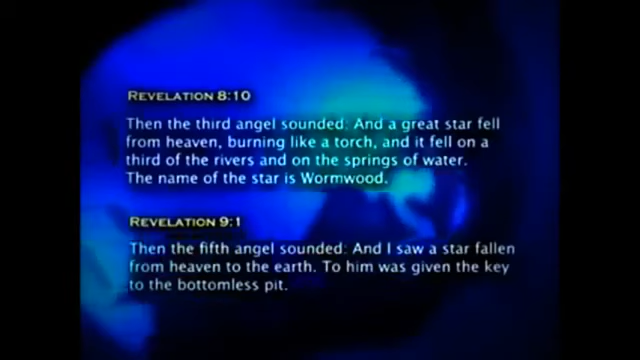 REVELATION 8:10
Then the third angel sounded: And a great star fell
from heaven, burning like a torch, and it fell on a
third of the rivers and on the springs of water.
The name of the star is Wormwood.
REVELATION 9:1
Then the fifth angel sounded: And I saw a star fallen
from heaven to the earth. To him was given the key
to the bottomless pit.